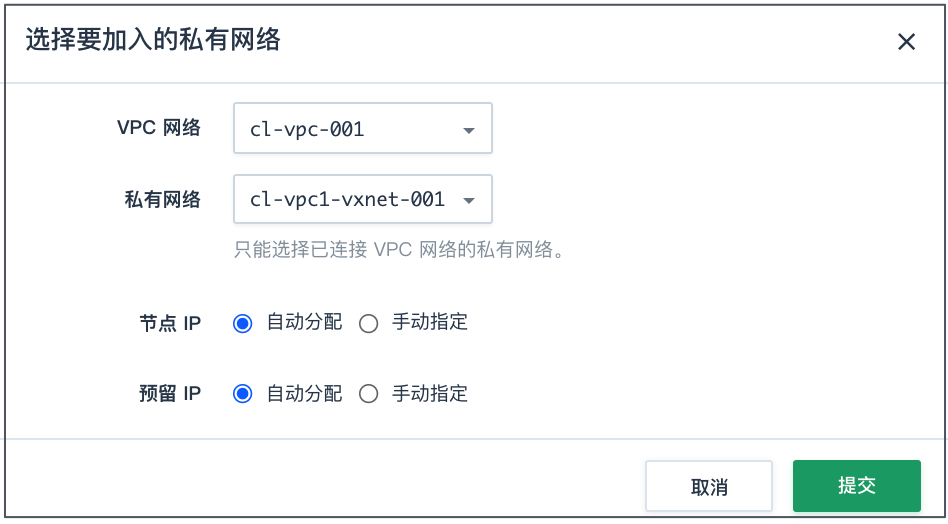 选择要加入的私有网络
VPC 网络 cl-vpc-001
私有网络 cl-vpc1-vxnet-001
只能选择已连接 VPC 网络的私有网络。
节点 IP 自动分配 手动指定
预留 IP 自动分配 手动指定
取消 提交